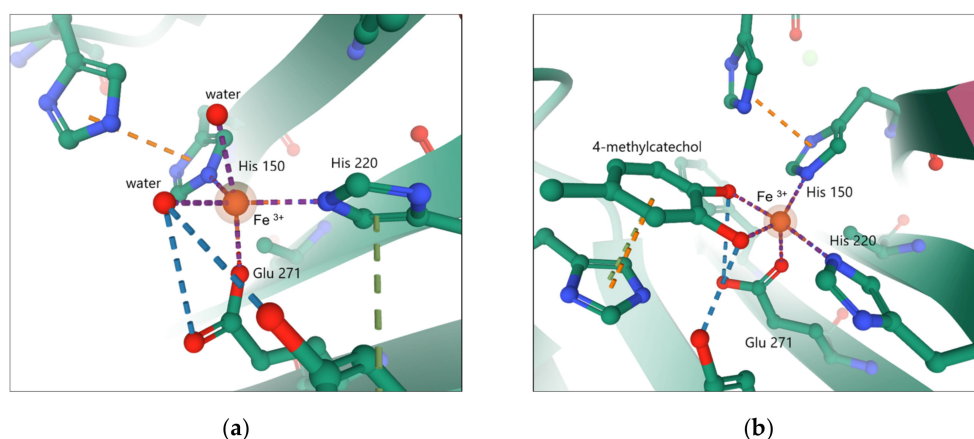 water
His 150
His 220
water
Fe 3+
Glu 271
4-methylcatechol
Fe 3+
His 150
His 220
Glu 271
(a)
(b)